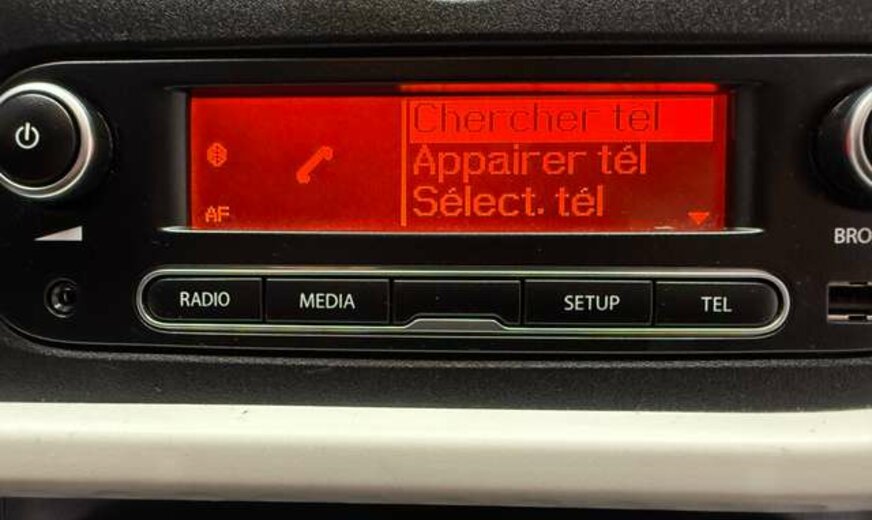 Chercher tel
Appairer tél
Sélect. tél
AF
BRO
RADIO
MEDIA
SETUP
TEL